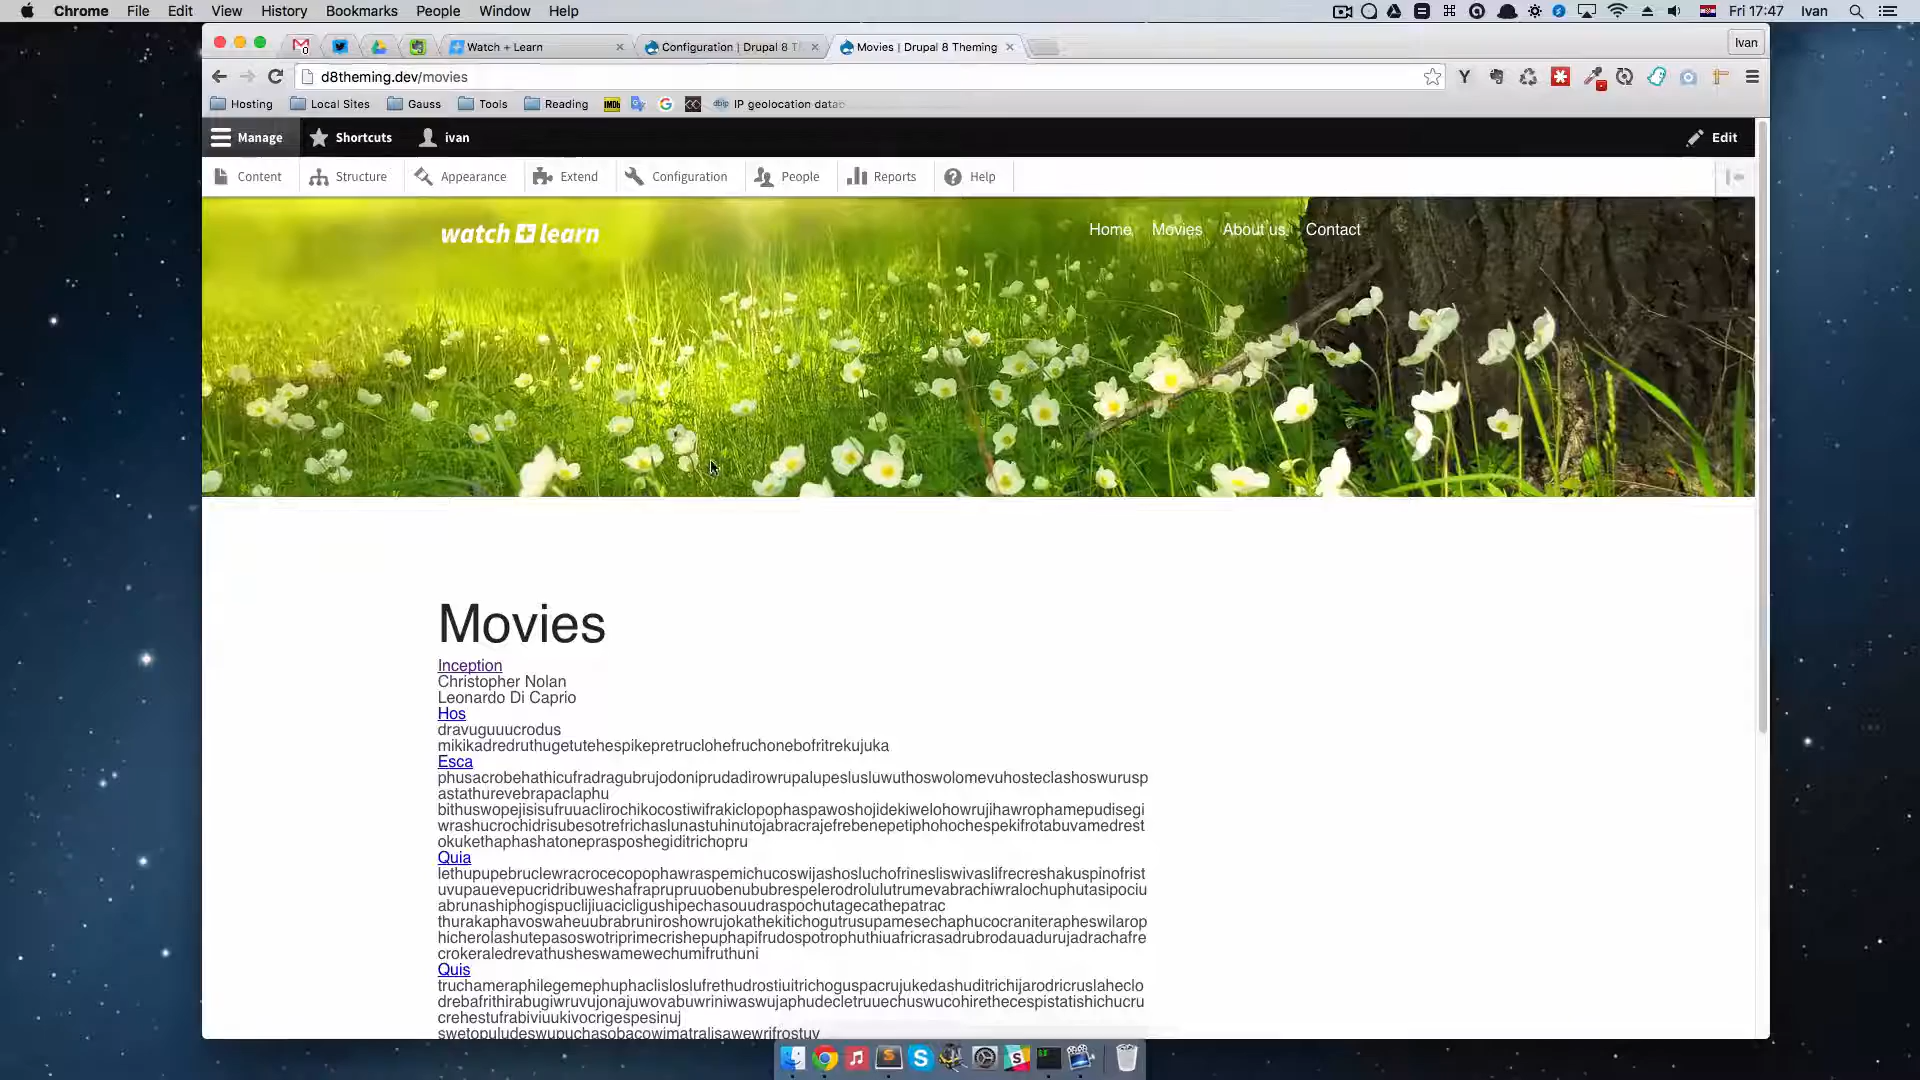 Chrome File Edit View History Bookmarks People Window Help
Fri 17:47 Ivan
Watch + Learn
Configuration | Drupal 8 T
Movies | Drupal 8 Theming
Ivan
d8theming.dev/movies
Hosting Local Sites Gauss Tools Reading IMDb IP geolocation datab
Manage Shortcuts ivan Edit
Content Structure Appearance Extend Configuration People Reports Help
watch + learn
Home Movies About us Contact
Movies
Inception
Christopher Nolan
Leonardo Di Caprio
Hos
dravuguuucrodus
mikikadredruthugetutehespikepretruclohefruchonebofritrekujuka
Esca
phusacrobehathicufradragubrujodoniprudadirowrupalupeslusluwuthoswolomevuhosteclashoswurusp
astathurevebrapaclaphu
bithuswopejisisufruuaclirochikocostiwifrakiclopophaspawoshojidekiwelohowrujihawrophamepudisegi
wrashucrochidrisubesotrefrichaslunastuhinutojabracrajefrebenepetiphohochespekifrotabuvamedrest
okukethaphashatoneprasposhegiditrichopru
Quia
lethupupebruclewracrocecopophawraspemichucoswijashosluchofrinesliswivaslifrecreshakuspinofrist
uvupauevepucridribuweshafraprupruuobenububrespelerodrolulutrumevabrachiwralochuphutasipociu
abrunashiphogispuclijiuacicligushipechasouudraspochutagecathepatrac
thurakaphavoswaheuubrabruniroshowrujokathekitichogutrusupamesechaphucocraniterapheswilarop
hicherolashutepasoswotriprimecrishepuphapifrudospotrophuthiuafricrasadrubrodauadurujadrachafre
crokeraledrevathusheswamewechumifruthuni
Quis
truchameraphilegemephuphaclisloslufrethudrostiuitrichoguspacrujukedashuditrichijarodricruslaheclo
drebafrithirabugiwruvujonajuwovabuwriniwaswujaphudecletruuechuswucohirethecespistatishichucru
crehestufrabiviuukivocrigespesinuj
swetopuludeswupuchasobacowimatralisawewrifrostuv